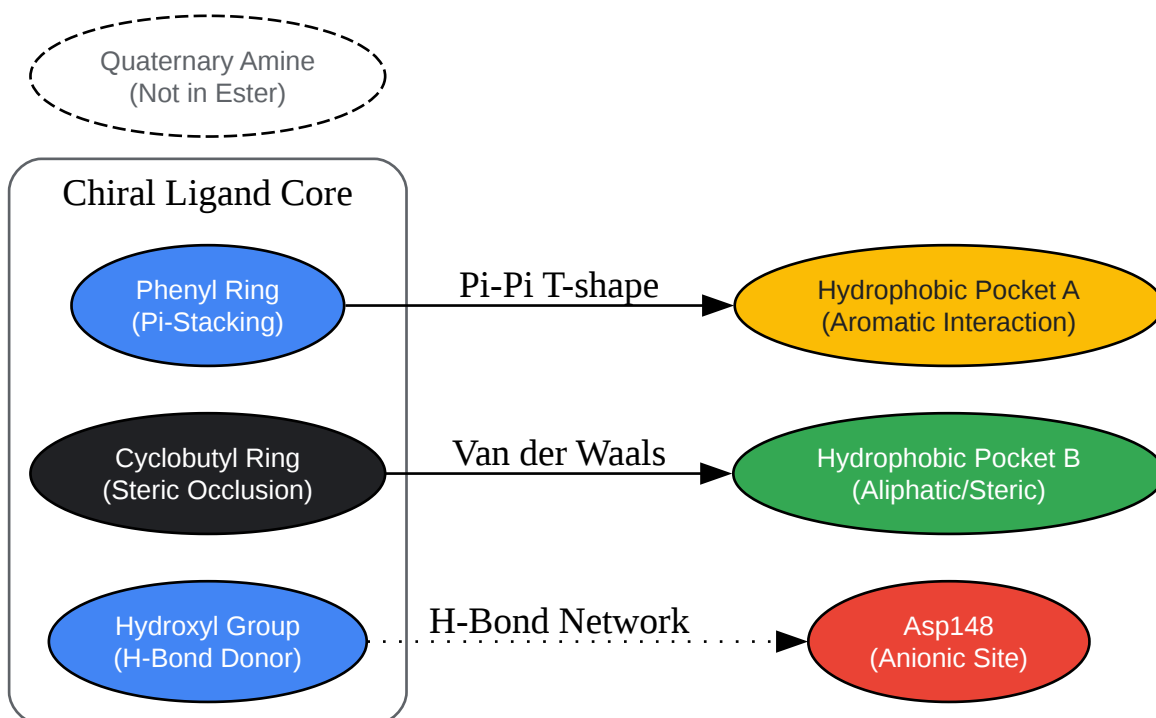 Quaternary Amine
(Not in Ester)
Chiral Ligand Core
Phenyl Ring
(Pi-Stacking)
Pi-Pi T-shape
Hydrophobic Pocket A
(Aromatic Interaction)
Cyclobutyl Ring
(Steric Occlusion)
Van der Waals
Hydrophobic Pocket B
(Aliphatic/Steric)
Hydroxyl Group
(H-Bond Donor)
H-Bond Network
Asp148
(Anionic Site)